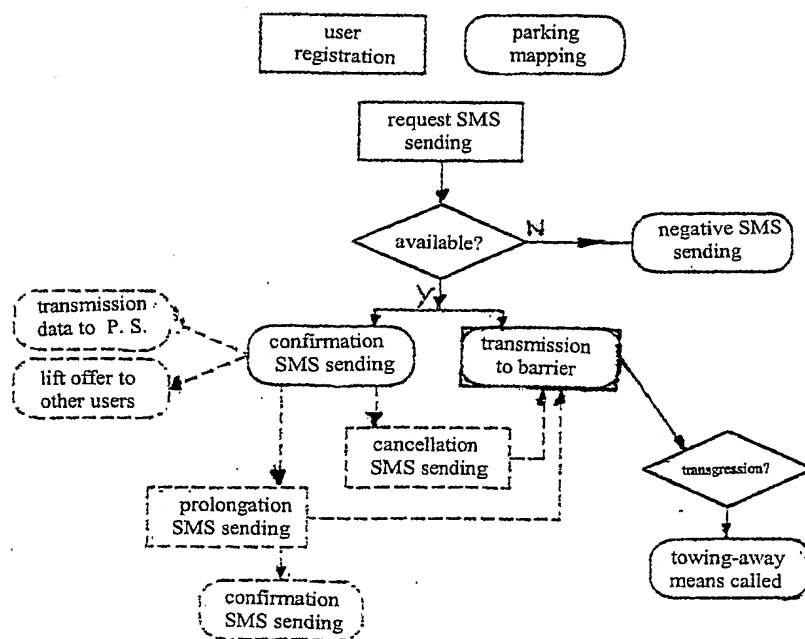 user
registration
parking
mapping
request SMS
sending
available?
N
negative SMS
sending
Y
transmission
data to P. S.
confirmation
SMS sending
transmission
to barrier
lift offer to
other users
cancellation
SMS sending
transgression?
prolongation
SMS sending
towing-away
means called
confirmation
SMS sending